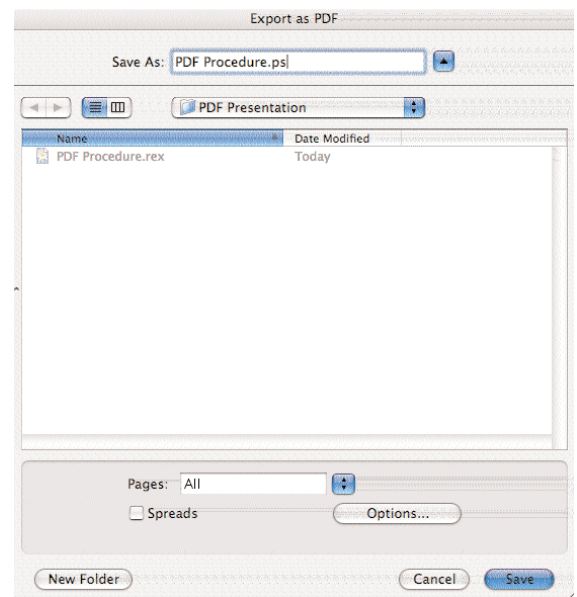 Export as PDF
Save As: PDF Procedure.ps
PDF Presentation
Name Date Modified
PDF Procedure.rex Today
Pages: All
Spreads Options...
New Folder Cancel Save